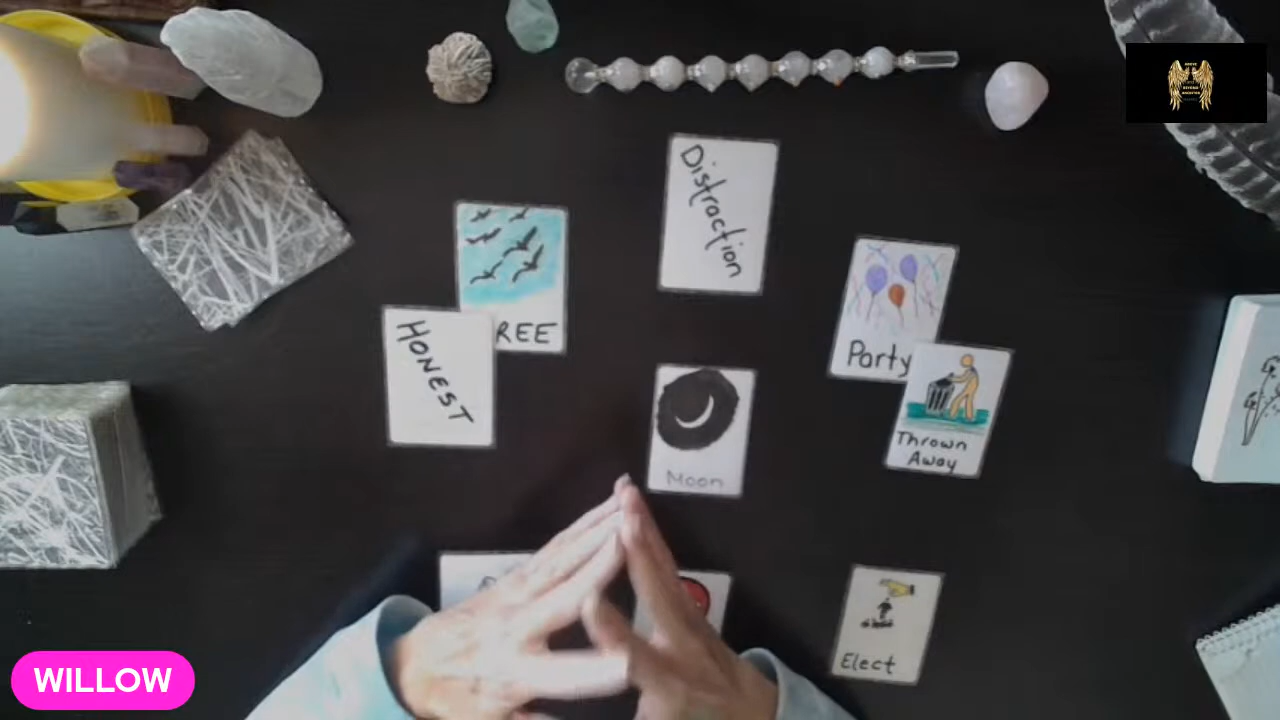 Distraction
REE
HONEST
Party
Thrown
Away
Moon
Elect
WILLOW